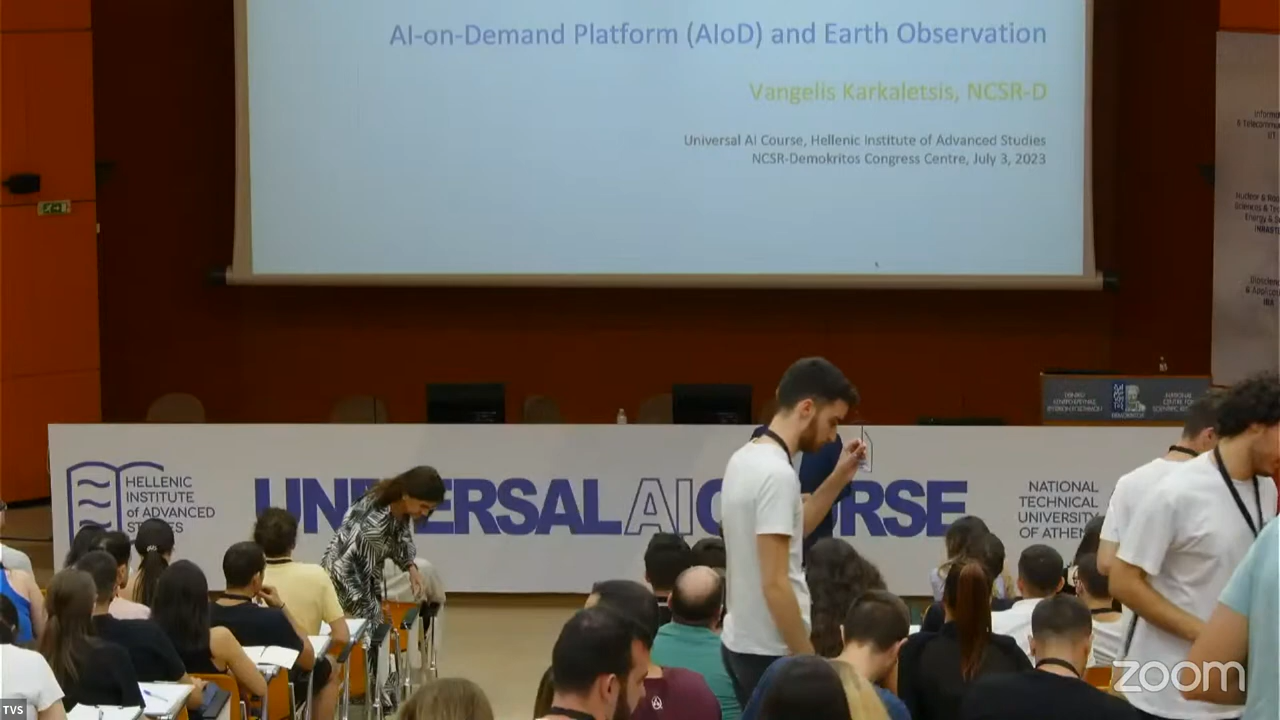 AI-on-Demand Platform (AIoD) and Earth Observation
Vangelis Karkaletsis, NCSR-D
Universal AI Course, Hellenic Institute of Advanced Studies
NCSR-Demokritos Congress Centre, July 3, 2023
HELLENIC
INSTITUTE
of ADVANCED
UNIVERSAL AI COURSE
NATIONAL
TECHNICAL
UNIVERSITY
OF ATHENS
zoom
TVS